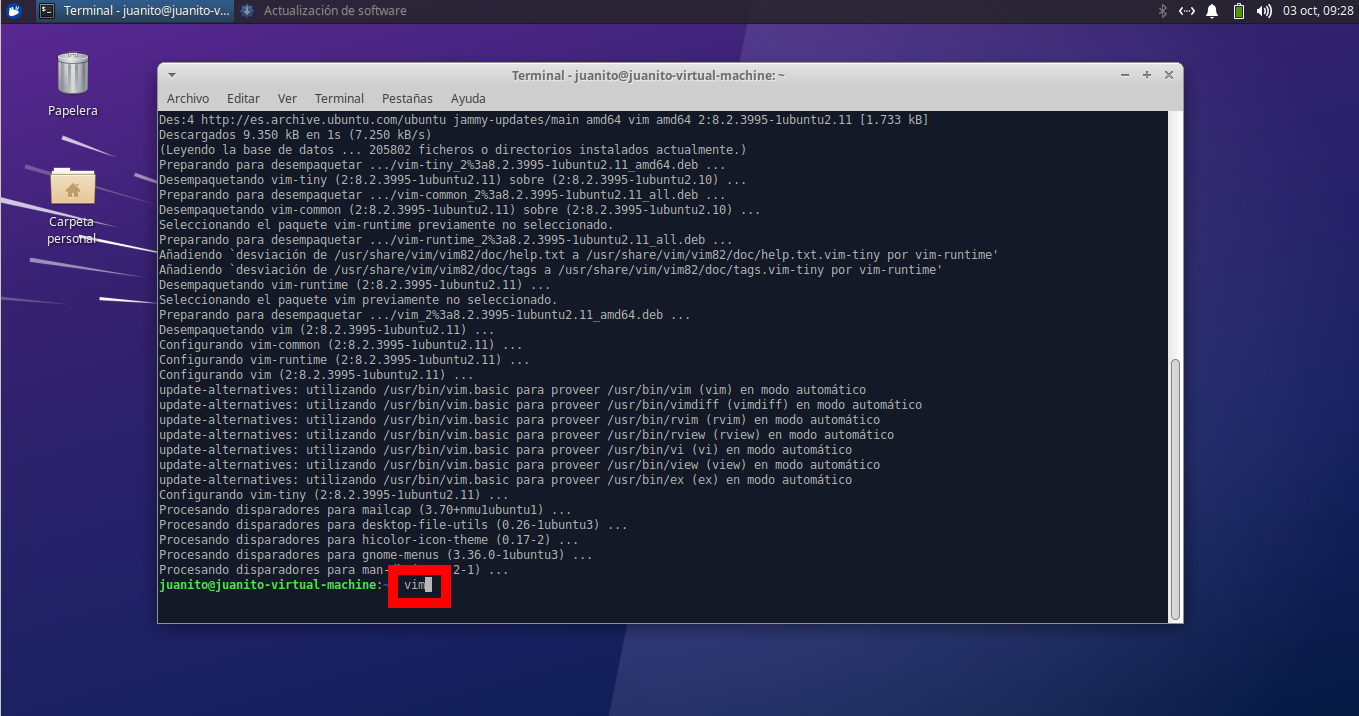 Terminal - juanito@juanito-v...
Actualización de software
03 oct, 09:28
Papelera
Carpeta
personal
Terminal - juanito@juanito-virtual-machine: ~
Archivo Editar Ver Terminal Pestañas Ayuda
Des:4 http://es.archive.ubuntu.com/ubuntu jammy-updates/main amd64 vim amd64 2:8.2.3995-1ubuntu2.11 [1.733 kB]
Descargados 9.350 kB en 1s (7.250 kB/s)
(Leyendo la base de datos ... 205802 ficheros o directorios instalados actualmente.)
Preparando para desempaquetar .../vim-tiny_2%3a8.2.3995-1ubuntu2.11_amd64.deb ...
Desempaquetando vim-tiny (2:8.2.3995-1ubuntu2.11) sobre (2:8.2.3995-1ubuntu2.10) ...
Preparando para desempaquetar .../vim-common_2%3a8.2.3995-1ubuntu2.11_all.deb ...
Desempaquetando vim-common (2:8.2.3995-1ubuntu2.11) sobre (2:8.2.3995-1ubuntu2.10) ...
Seleccionando el paquete vim-runtime previamente no seleccionado.
Preparando para desempaquetar .../vim-runtime_2%3a8.2.3995-1ubuntu2.11_all.deb ...
Añadiendo `desviación de /usr/share/vim/vim82/doc/help.txt a /usr/share/vim/vim82/doc/help.txt.vim-tiny por vim-runtime'
Añadiendo `desviación de /usr/share/vim/vim82/doc/tags a /usr/share/vim/vim82/doc/tags.vim-tiny por vim-runtime'
Desempaquetando vim-runtime (2:8.2.3995-1ubuntu2.11) ...
Seleccionando el paquete vim previamente no seleccionado.
Preparando para desempaquetar .../vim_2%3a8.2.3995-1ubuntu2.11_amd64.deb ...
Desempaquetando vim (2:8.2.3995-1ubuntu2.11) ...
Configurando vim-common (2:8.2.3995-1ubuntu2.11) ...
Configurando vim-runtime (2:8.2.3995-1ubuntu2.11) ...
Configurando vim (2:8.2.3995-1ubuntu2.11) ...
update-alternatives: utilizando /usr/bin/vim.basic para proveer /usr/bin/vim (vim) en modo automático
update-alternatives: utilizando /usr/bin/vim.basic para proveer /usr/bin/vimdiff (vimdiff) en modo automático
update-alternatives: utilizando /usr/bin/vim.basic para proveer /usr/bin/rvim (rvim) en modo automático
update-alternatives: utilizando /usr/bin/vim.basic para proveer /usr/bin/rview (rview) en modo automático
update-alternatives: utilizando /usr/bin/vim.basic para proveer /usr/bin/vi (vi) en modo automático
update-alternatives: utilizando /usr/bin/vim.basic para proveer /usr/bin/view (view) en modo automático
update-alternatives: utilizando /usr/bin/vim.basic para proveer /usr/bin/ex (ex) en modo automático
Configurando vim-tiny (2:8.2.3995-1ubuntu2.11) ...
Procesando disparadores para mailcap (3.70+nmu1ubuntu1) ...
Procesando disparadores para desktop-file-utils (0.26-1ubuntu3) ...
Procesando disparadores para hicolor-icon-theme (0.17-2) ...
Procesando disparadores para gnome-menus (3.36.0-1ubuntu3) ...
Procesando disparadores para man- 2-1) ...
juanito@juanito-virtual-machine:~ vim